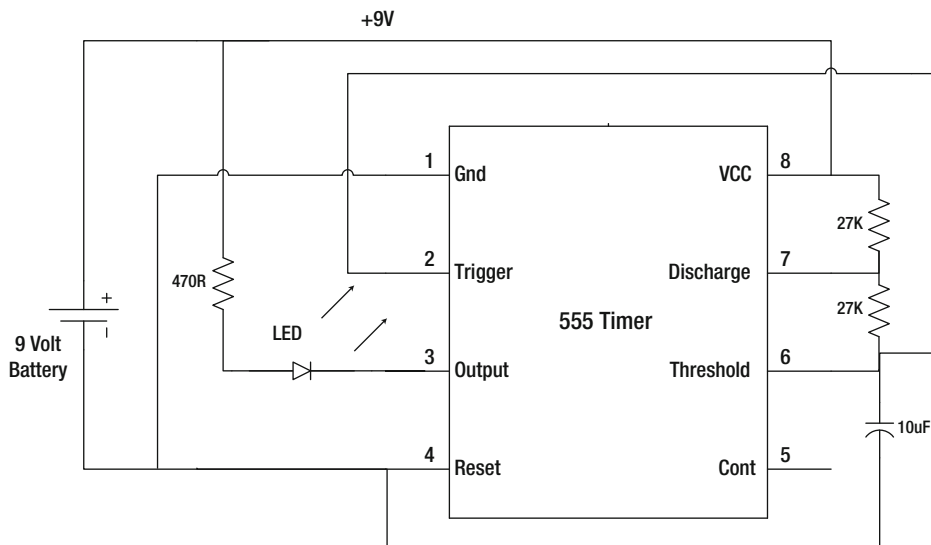 +9V
1
Gnd
VCC
8
27K
470R
2
Trigger
Discharge
7
27K
555 Timer
+
–
9 Volt
Battery
LED
3
Output
Threshold
6
10uF
4
Reset
Cont
5